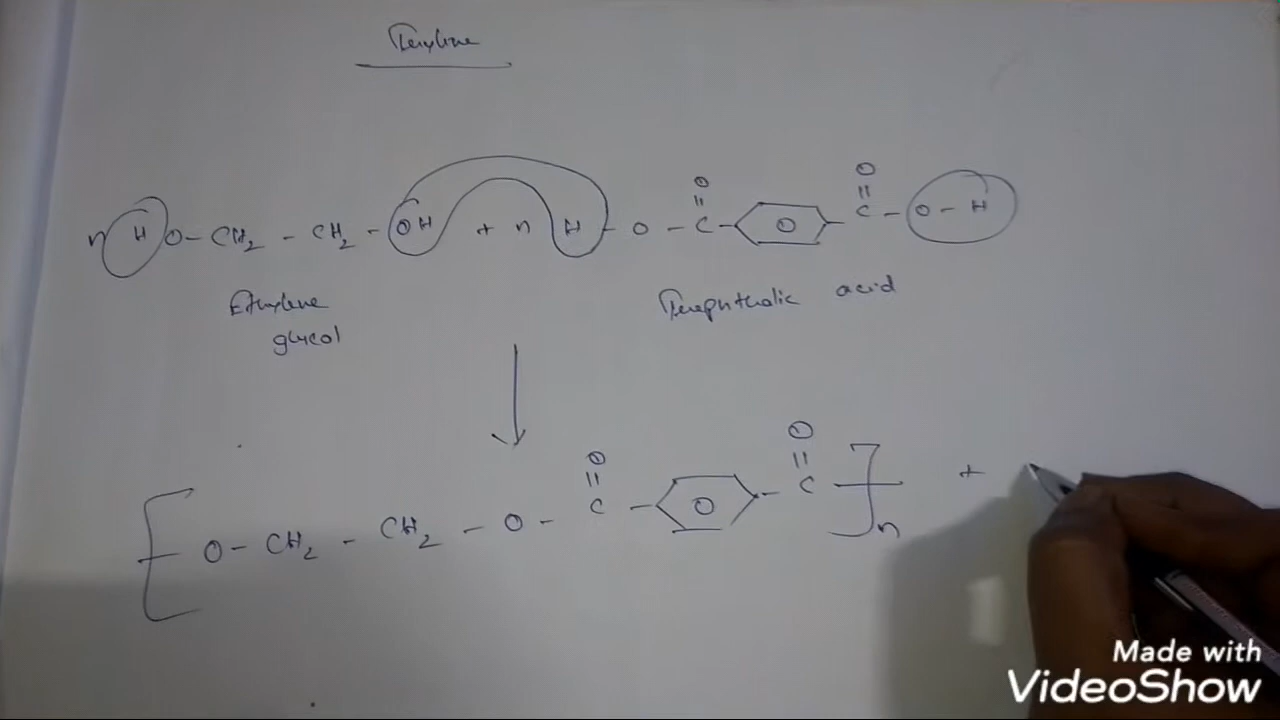 Terylene
n H O - CH2 - CH2 - OH + n H - O - C - C - O - H
O O
|| ||
Ethylene
glycol
Terephthalic acid
O O
|| ||
[ O - CH2 - CH2 - O - C - C ]n +
Made with
VideoShow